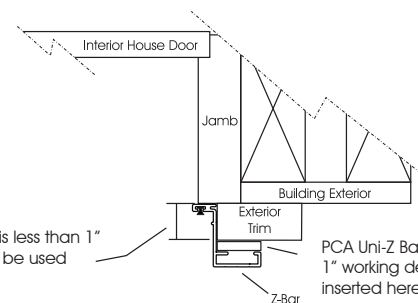 Interior House Door
Jamb
Building Exterior
Exterior
Trim
is less than 1"
be used
PCA Uni-Z Ba
1" working de
inserted here
Z-Bar